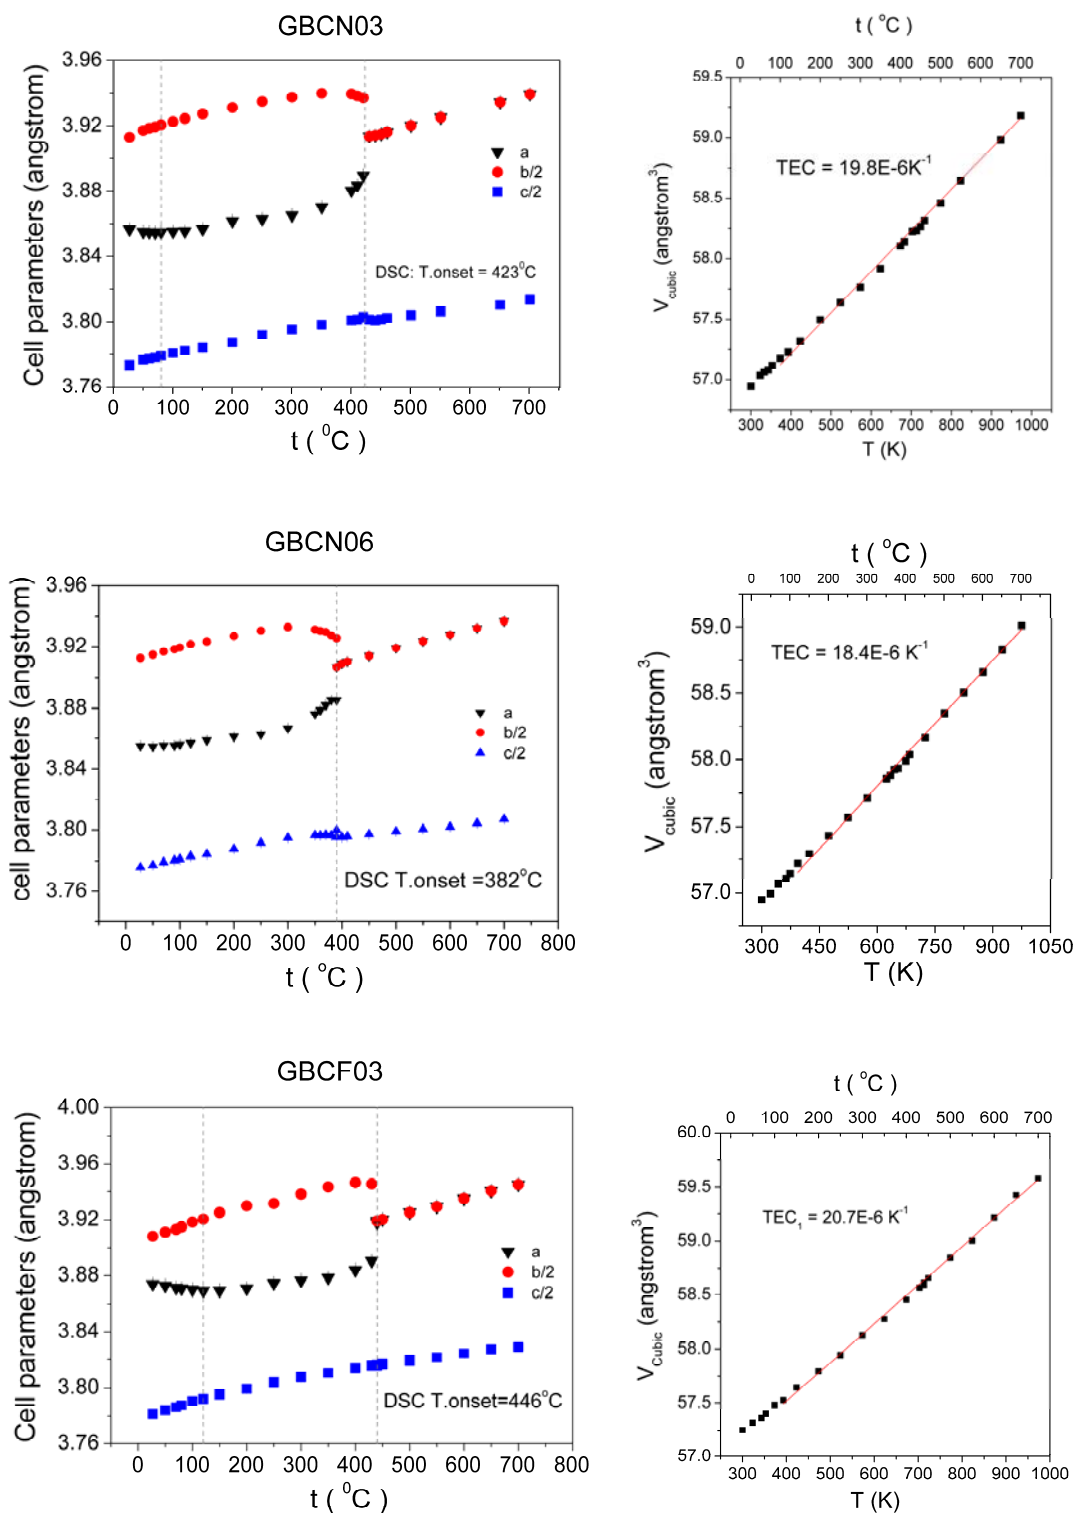 GBCN03
Cell parameters (angstrom)
3.96
3.92
3.88
3.84
3.80
3.76
a
b/2
c/2
DSC: T.onset = 423⁰C
0 100 200 300 400 500 600 700
t ( ⁰C )
t ( ᵒC )
0 100 200 300 400 500 600 700
V_cubic (angstrom³)
59.5
59.0
58.5
58.0
57.5
57.0
TEC = 19.8E-6K⁻¹
300 400 500 600 700 800 900 1000
T (K)
GBCN06
cell parameters (angstrom)
3.96
3.92
3.88
3.84
3.80
3.76
a
b/2
c/2
DSC T.onset =382ᵒC
0 100 200 300 400 500 600 700 800
t ( ᵒC )
t ( ᵒC )
0 100 200 300 400 500 600 700
V_cubic (angstrom³)
59.0
58.5
58.0
57.5
57.0
TEC = 18.4E-6 K⁻¹
300 450 600 750 900 1050
T (K)
GBCF03
Cell parameters (angstrom)
4.00
3.96
3.92
3.88
3.84
3.80
3.76
a
b/2
c/2
DSC T.onset=446ᵒC
0 100 200 300 400 500 600 700 800
t ( ⁰C )
t ( ᵒC )
0 100 200 300 400 500 600 700
V_Cubic (angstrom³)
60.0
59.5
59.0
58.5
58.0
57.5
57.0
TEC₁ = 20.7E-6 K⁻¹
300 400 500 600 700 800 900 1000
T (K)